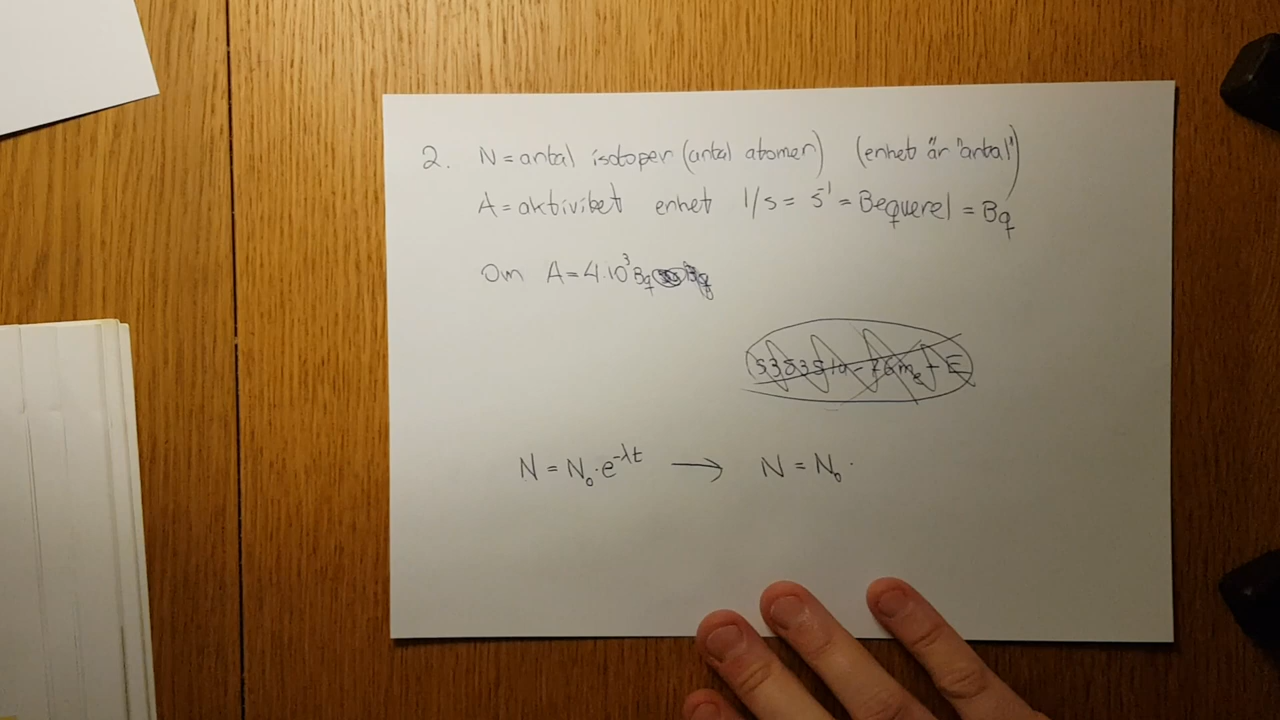 2. N = antal isotoper (antal atomer) (enhet är "antal")
A = aktivitet enhet 1/s = s⁻¹ = Bequerel = Bq
Om A = 4·10³ Bq
N = N₀·e^-λt → N = N₀·